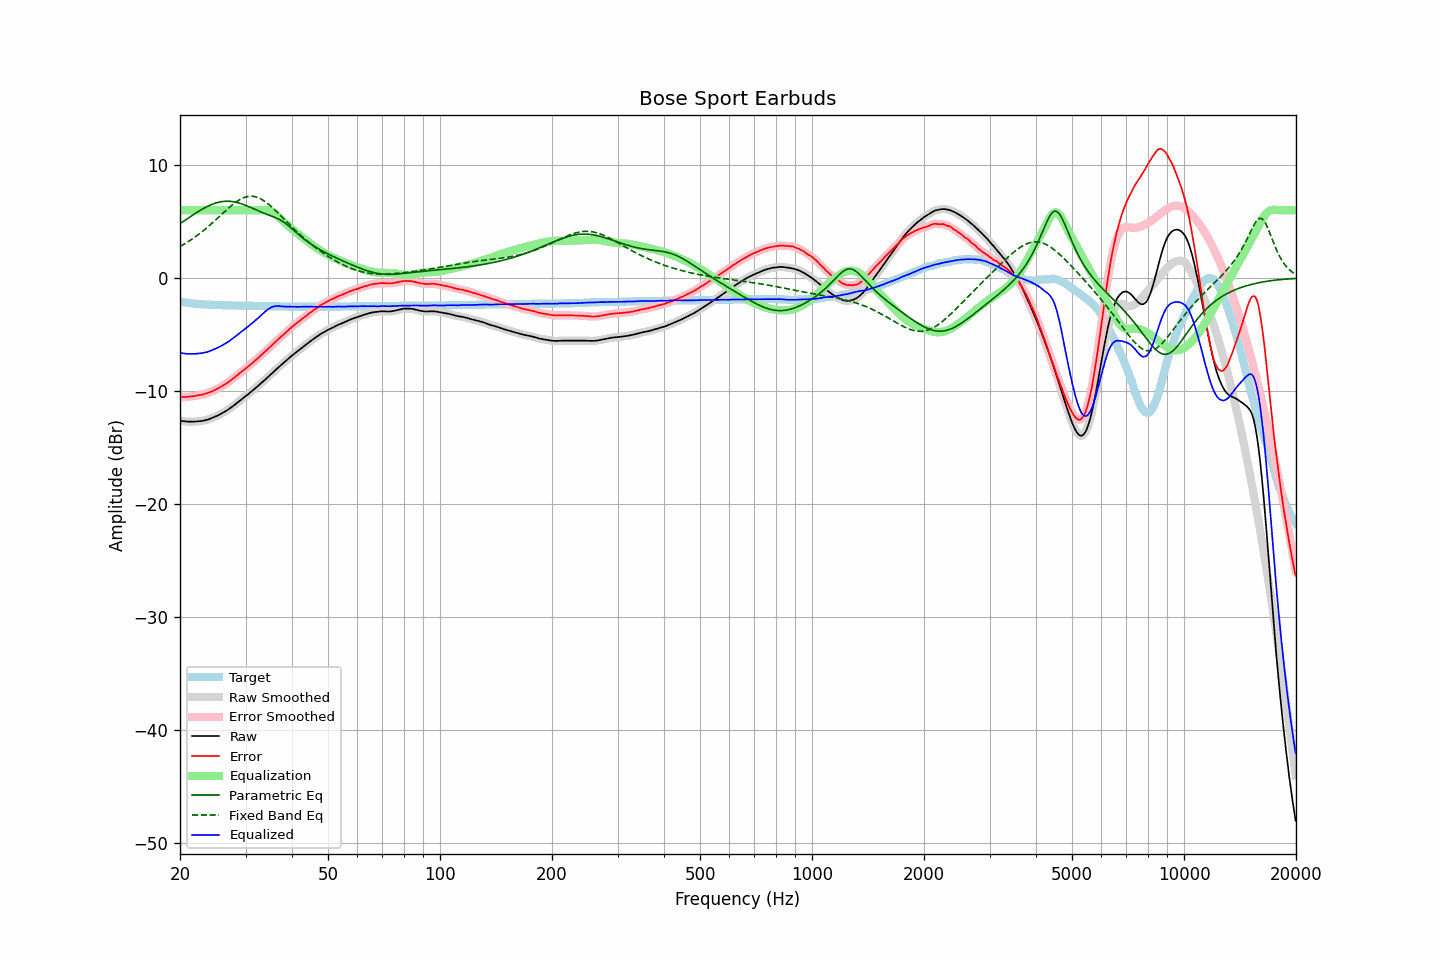 Bose Sport Earbuds
Amplitude (dBr)
10
0
−10
−20
−30
−40
−50
Target
Raw Smoothed
Error Smoothed
Raw
Error
Equalization
Parametric Eq
Fixed Band Eq
Equalized
20 50 100 200 500 1000 2000 5000 10000 20000
Frequency (Hz)